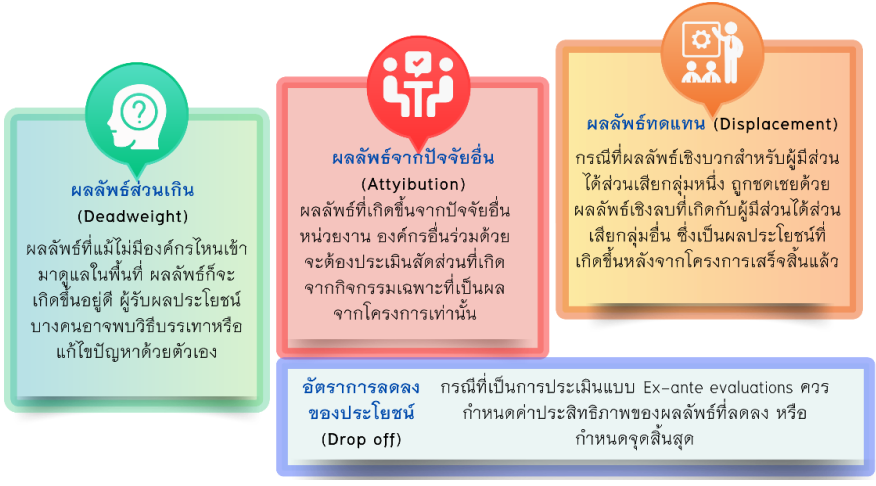 ผลลัพธ์ส่วนเกิน
(Deadweight)
ผลลัพธ์ที่แม้ไม่มีองค์กรไหนเข้า
มาดูแลในพื้นที่ ผลลัพธ์ก็จะ
เกิดขึ้นอยู่ดี ผู้รับผลประโยชน์
บางคนอาจพบวิธีบรรเทาหรือ
แก้ไขปัญหาด้วยตัวเอง
ผลลัพธ์จากปัจจัยอื่น
(Attyibution)
ผลลัพธ์ที่เกิดขึ้นจากปัจจัยอื่น
หน่วยงาน องค์กรอื่นร่วมด้วย
จะต้องประเมินสัดส่วนที่เกิด
จากกิจกรรมเฉพาะที่เป็นผล
จากโครงการเท่านั้น
ผลลัพธ์ทดแทน (Displacement)
กรณีที่ผลลัพธ์เชิงบวกสำหรับผู้มีส่วน
ได้ส่วนเสียกลุ่มหนึ่ง ถูกชดเชยด้วย
ผลลัพธ์เชิงลบที่เกิดกับผู้มีส่วนได้ส่วน
เสียกลุ่มอื่น ซึ่งเป็นผลประโยชน์ที่
เกิดขึ้นหลังจากโครงการเสร็จสิ้นแล้ว
อัตราการลดลง
ของประโยชน์
(Drop off)
กรณีที่เป็นการประเมินแบบ Ex-ante evaluations ควร
กำหนดค่าประสิทธิภาพของผลลัพธ์ที่ลดลง หรือ
กำหนดจุดสิ้นสุด